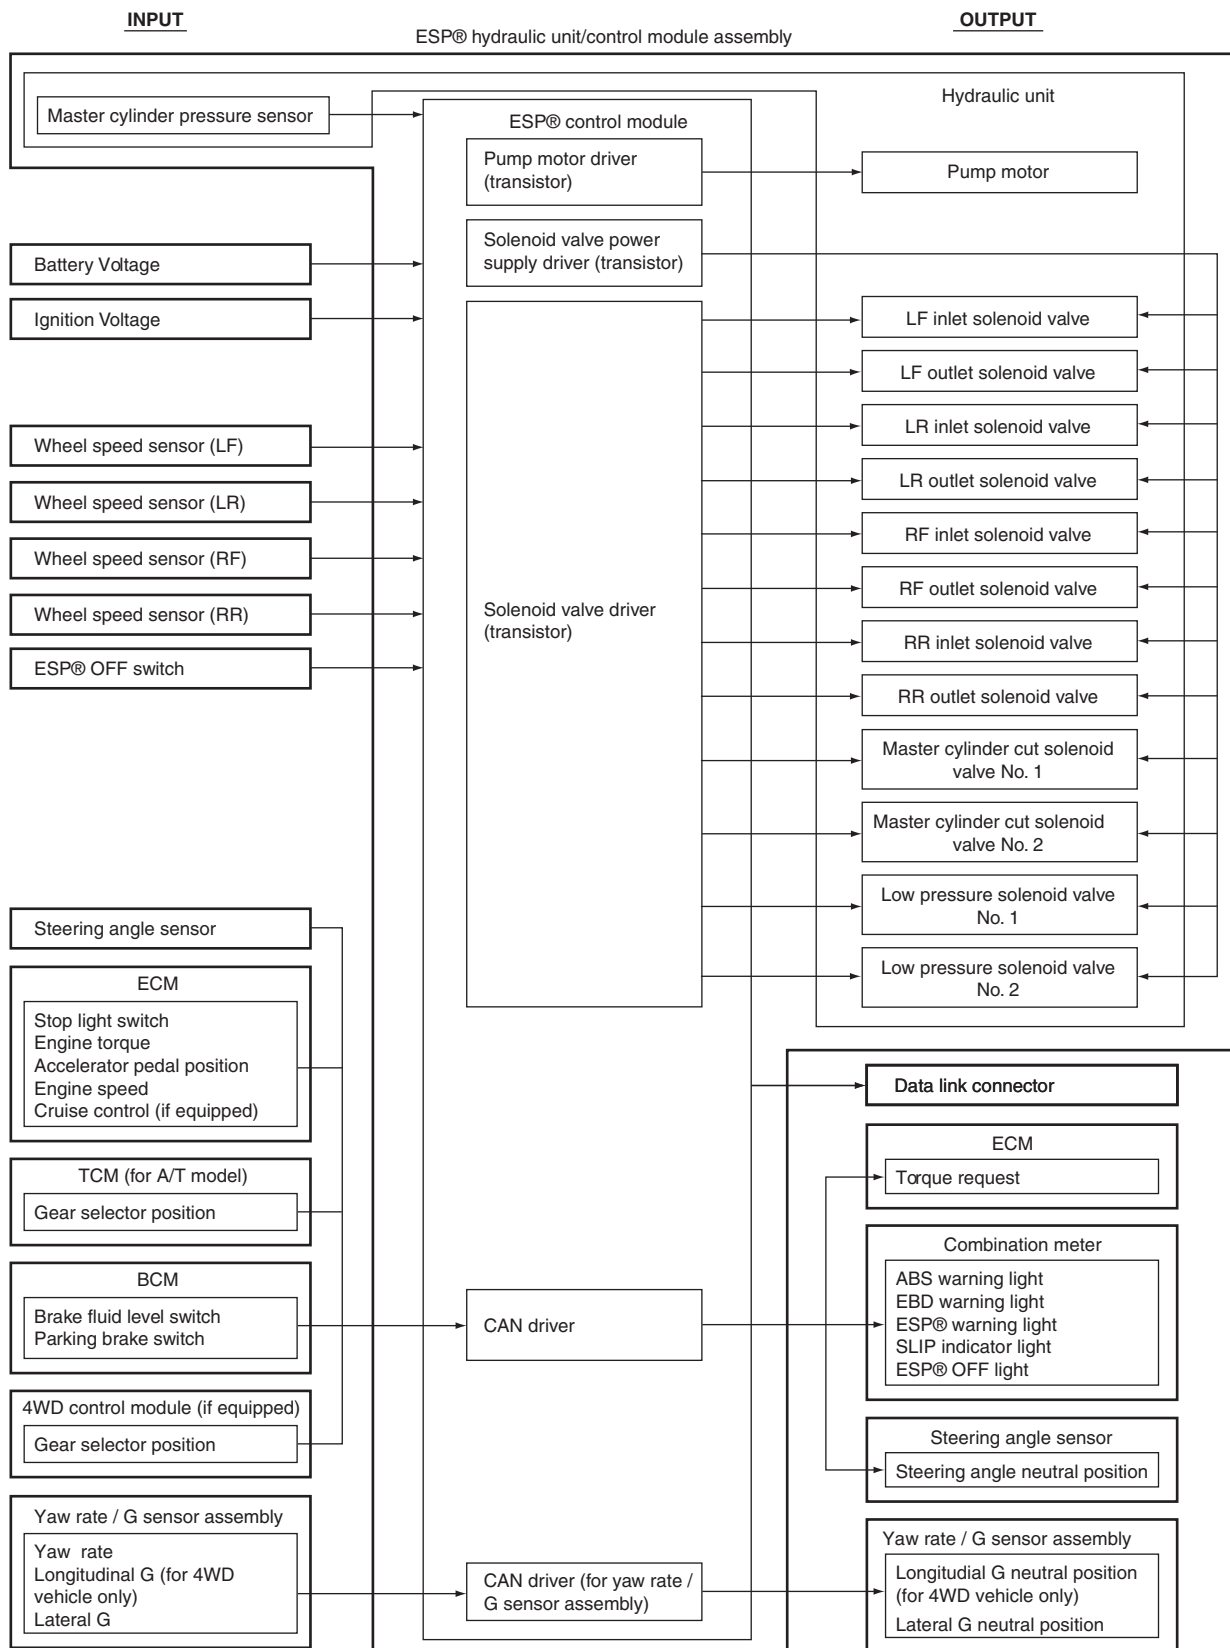 INPUT
OUTPUT
ESP® hydraulic unit/control module assembly
Hydraulic unit
Master cylinder pressure sensor
ESP® control module
Pump motor driver
(transistor)
Pump motor
Solenoid valve power
supply driver (transistor)
Battery Voltage
Ignition Voltage
LF inlet solenoid valve
LF outlet solenoid valve
LR inlet solenoid valve
Wheel speed sensor (LF)
LR outlet solenoid valve
Wheel speed sensor (LR)
RF inlet solenoid valve
Wheel speed sensor (RF)
RF outlet solenoid valve
Wheel speed sensor (RR)
Solenoid valve driver
(transistor)
RR inlet solenoid valve
ESP® OFF switch
RR outlet solenoid valve
Master cylinder cut solenoid
valve No. 1
Master cylinder cut solenoid
valve No. 2
Low pressure solenoid valve
No. 1
Low pressure solenoid valve
No. 2
Steering angle sensor
ECM
Stop light switch
Engine torque
Accelerator pedal position
Engine speed
Cruise control (if equipped)
Data link connector
ECM
Torque request
TCM (for A/T model)
Gear selector position
Combination meter
ABS warning light
EBD warning light
ESP® warning light
SLIP indicator light
ESP® OFF light
BCM
Brake fluid level switch
Parking brake switch
CAN driver
4WD control module (if equipped)
Gear selector position
Steering angle sensor
Steering angle neutral position
Yaw rate / G sensor assembly
Yaw rate
Longitudinal G (for 4WD
vehicle only)
Lateral G
CAN driver (for yaw rate /
G sensor assembly)
Yaw rate / G sensor assembly
Longitudial G neutral position
(for 4WD vehicle only)
Lateral G neutral position